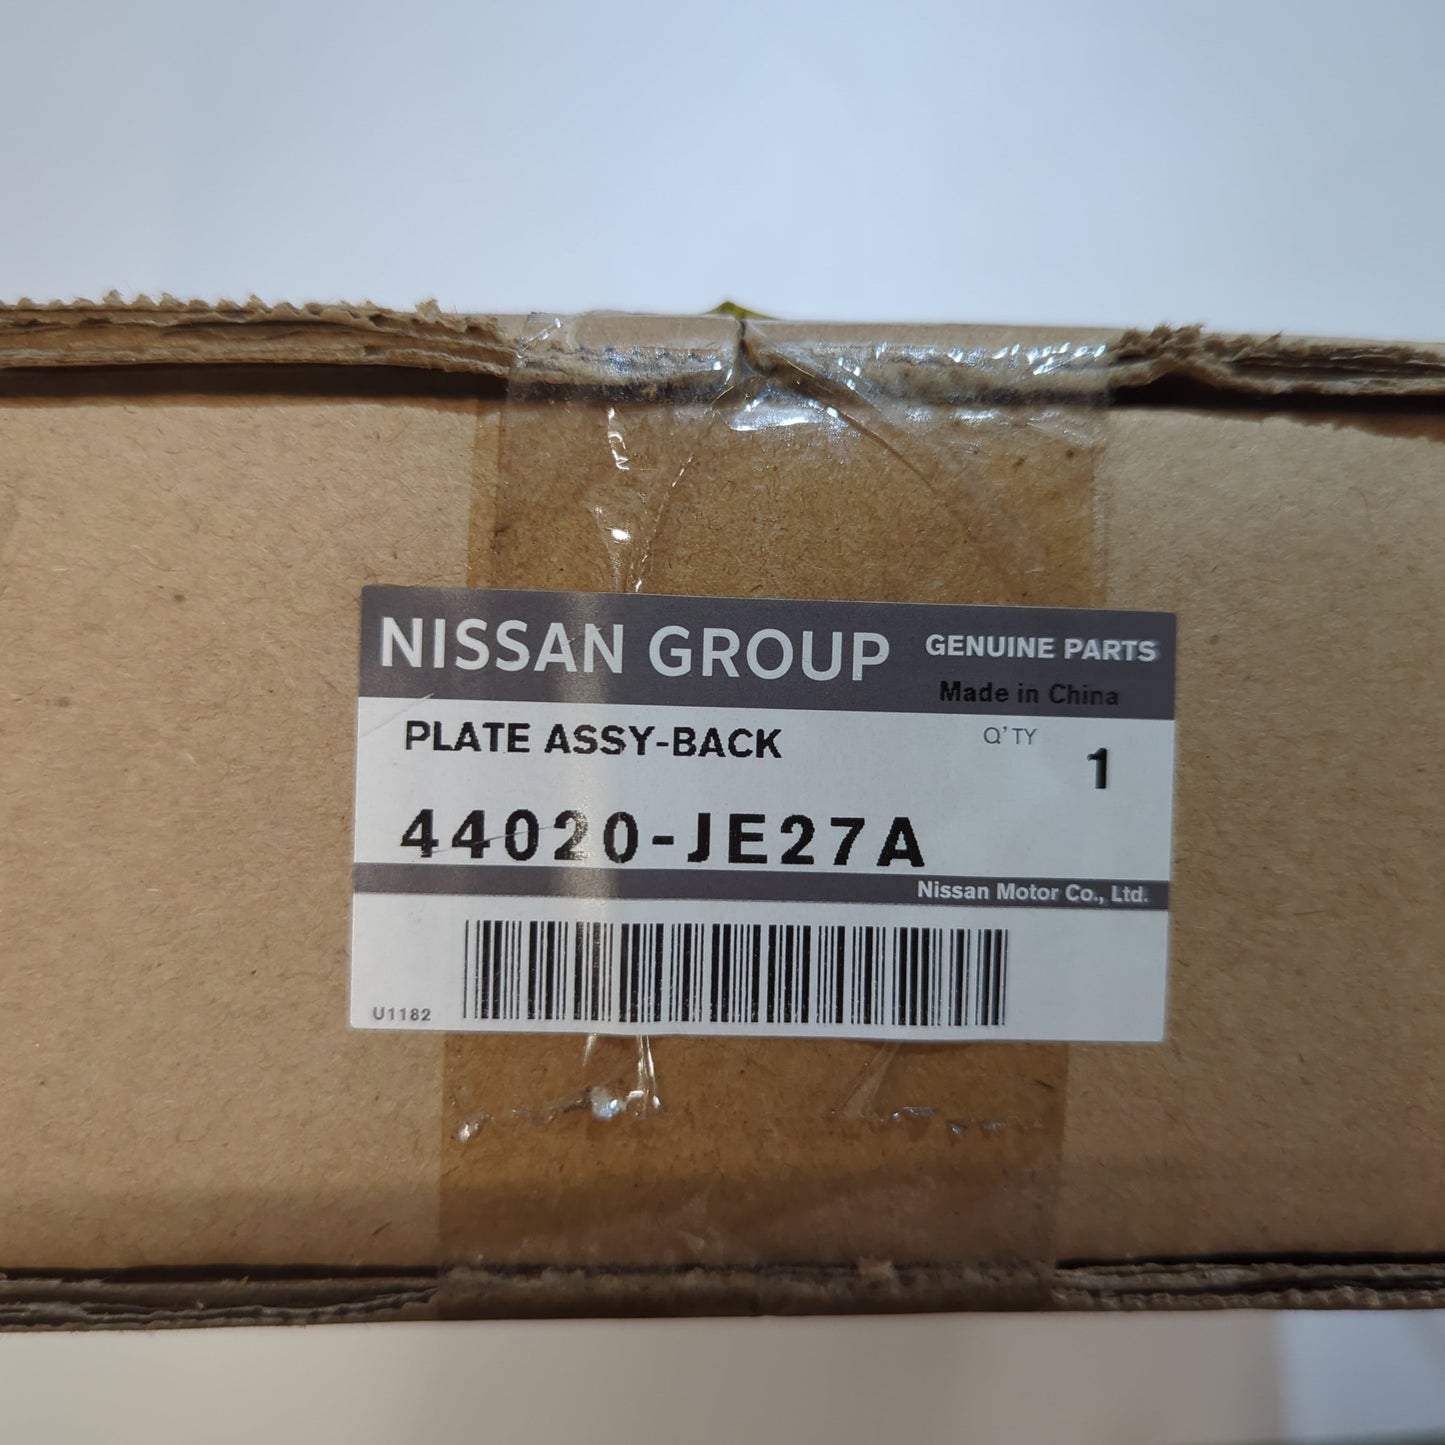 NISSAN GROUP GENUINE PARTS
Made in China
PLATE ASSY-BACK Q'TY 1
44020-JE27A
Nissan Motor Co., Ltd.
U1182